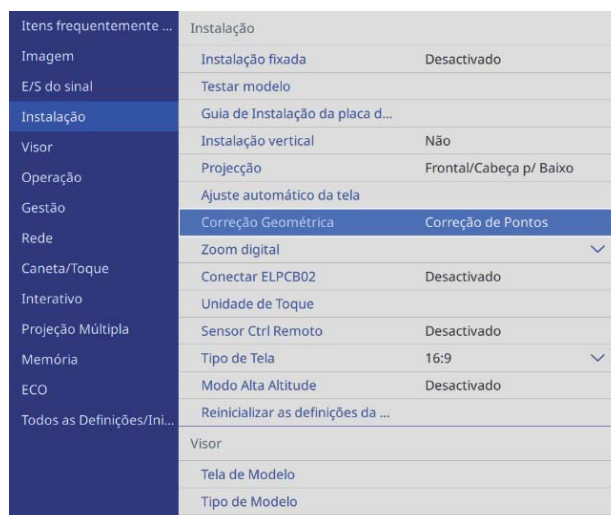 Itens frequentemente ...
Imagem
E/S do sinal
Instalação
Visor
Operação
Gestão
Rede
Caneta/Toque
Interativo
Projeção Múltipla
Memória
ECO
Todos as Definições/Ini...
Instalação
Instalação fixada Desactivado
Testar modelo
Guia de Instalação da placa d...
Instalação vertical Não
Projecção Frontal/Cabeça p/ Baixo
Ajuste automático da tela
Correção Geométrica Correção de Pontos
Zoom digital
Conectar ELPCB02 Desactivado
Unidade de Toque
Sensor Ctrl Remoto Desactivado
Tipo de Tela 16:9
Modo Alta Altitude Desactivado
Reinicializar as definições da ...
Visor
Tela de Modelo
Tipo de Modelo